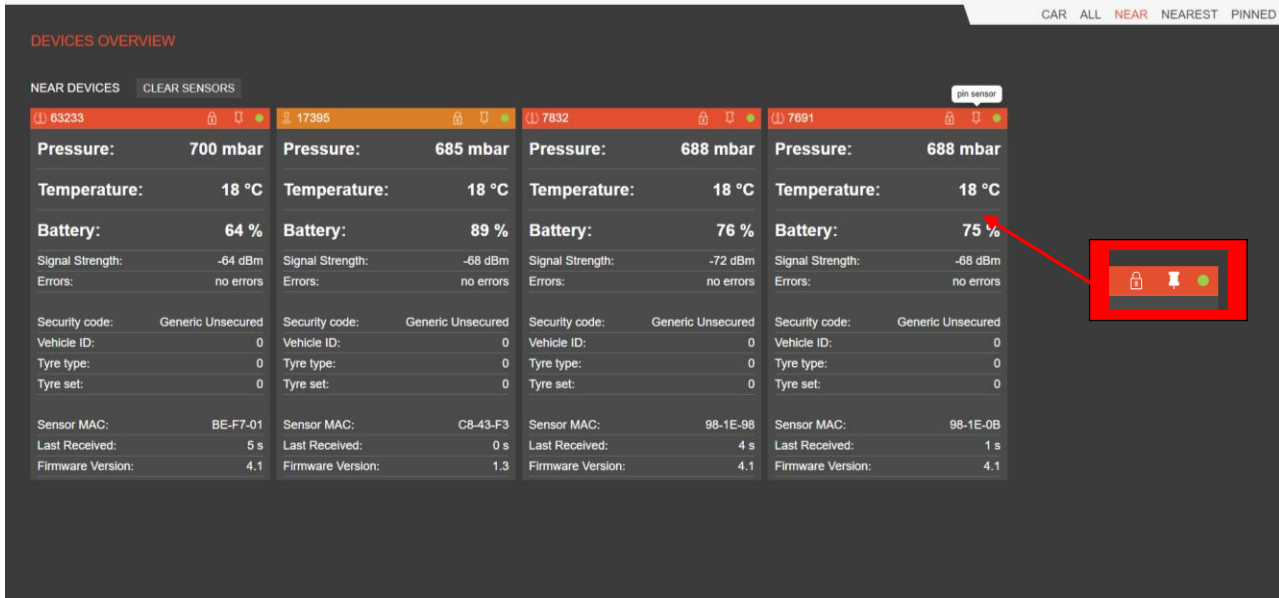 CAR ALL NEAR NEAREST PINNED
DEVICES OVERVIEW
NEAR DEVICES CLEAR SENSORS
pin sensor
63233
Pressure: 700 mbar
Temperature: 18 °C
Battery: 64 %
Signal Strength: -64 dBm
Errors: no errors
Security code: Generic Unsecured
Vehicle ID: 0
Tyre type: 0
Tyre set: 0
Sensor MAC: BE-F7-01
Last Received: 5 s
Firmware Version: 4.1
17395
Pressure: 685 mbar
Temperature: 18 °C
Battery: 89 %
Signal Strength: -68 dBm
Errors: no errors
Security code: Generic Unsecured
Vehicle ID: 0
Tyre type: 0
Tyre set: 0
Sensor MAC: C8-43-F3
Last Received: 0 s
Firmware Version: 1.3
7832
Pressure: 688 mbar
Temperature: 18 °C
Battery: 76 %
Signal Strength: -72 dBm
Errors: no errors
Security code: Generic Unsecured
Vehicle ID: 0
Tyre type: 0
Tyre set: 0
Sensor MAC: 98-1E-98
Last Received: 4 s
Firmware Version: 4.1
7691
Pressure: 688 mbar
Temperature: 18 °C
Battery: 75 %
Signal Strength: -68 dBm
Errors: no errors
Security code: Generic Unsecured
Vehicle ID: 0
Tyre type: 0
Tyre set: 0
Sensor MAC: 98-1E-0B
Last Received: 1 s
Firmware Version: 4.1